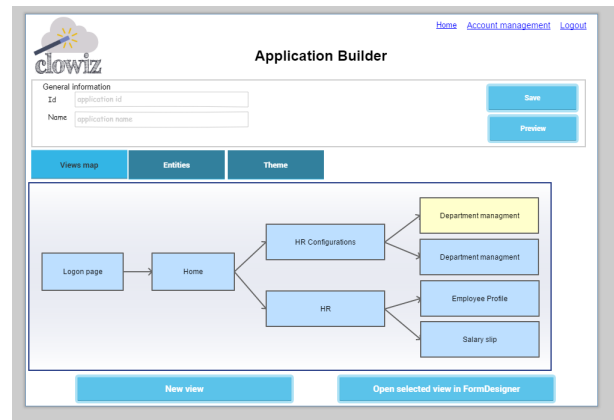 Home Account management Logout
clowiz
Application Builder
General information
Id application id
Save
Name application name
Preview
Views map Entities Theme
Department managment
HR Configurations
Department managment
Logon page Home
Employee Profile
HR
Salary slip
New view Open selected view in FormDesigner